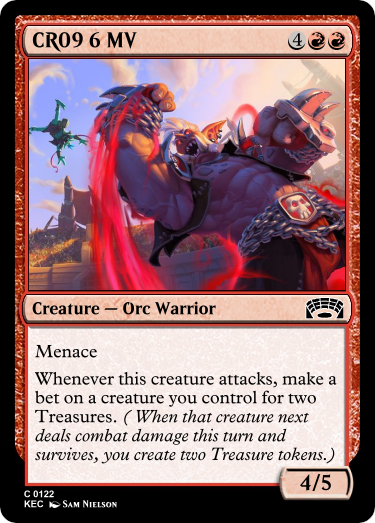 CR09 6 MV 4
Creature — Orc Warrior
Menace
Whenever this creature attacks, make a
bet on a creature you control for two
Treasures. ( When that creature next
deals combat damage this turn and
survives, you create two Treasure tokens.)
4/5
C 0122
KEC Sam Nielson